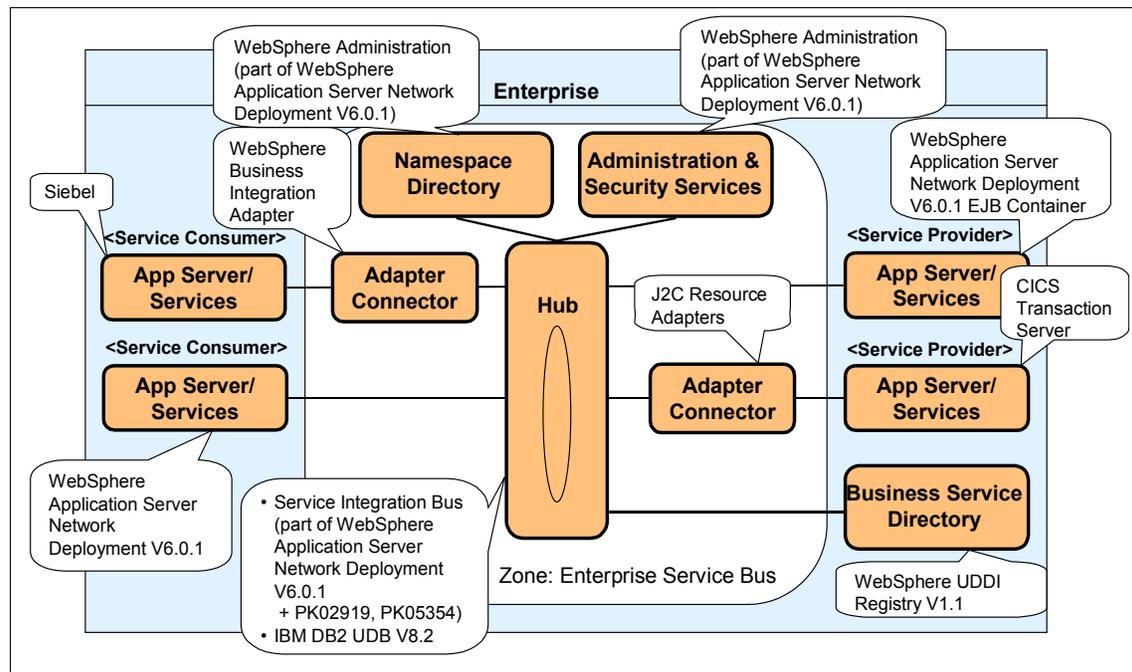 WebSphere Administration
(part of WebSphere
Application Server Network
Deployment V6.0.1)
WebSphere Administration
(part of WebSphere
Application Server Network
Deployment V6.0.1)
Enterprise
WebSphere
Business
Integration
Adapter
Namespace
Directory
Administration &
Security Services
WebSphere
Application Server
Network Deployment
V6.0.1 EJB Container
Siebel
<Service Consumer>
App Server/
Services
Adapter
Connector
Hub
J2C Resource
Adapters
<Service Provider>
App Server/
Services
CICS
Transaction
Server
<Service Consumer>
App Server/
Services
Adapter
Connector
<Service Provider>
App Server/
Services
WebSphere
Application Server
Network
Deployment V6.0.1
• Service Integration Bus
(part of WebSphere
Application Server
Network Deployment
V6.0.1
+ PK02919, PK05354)
• IBM DB2 UDB V8.2
Zone: Enterprise Service Bus
Business Service
Directory
WebSphere UDDI
Registry V1.1